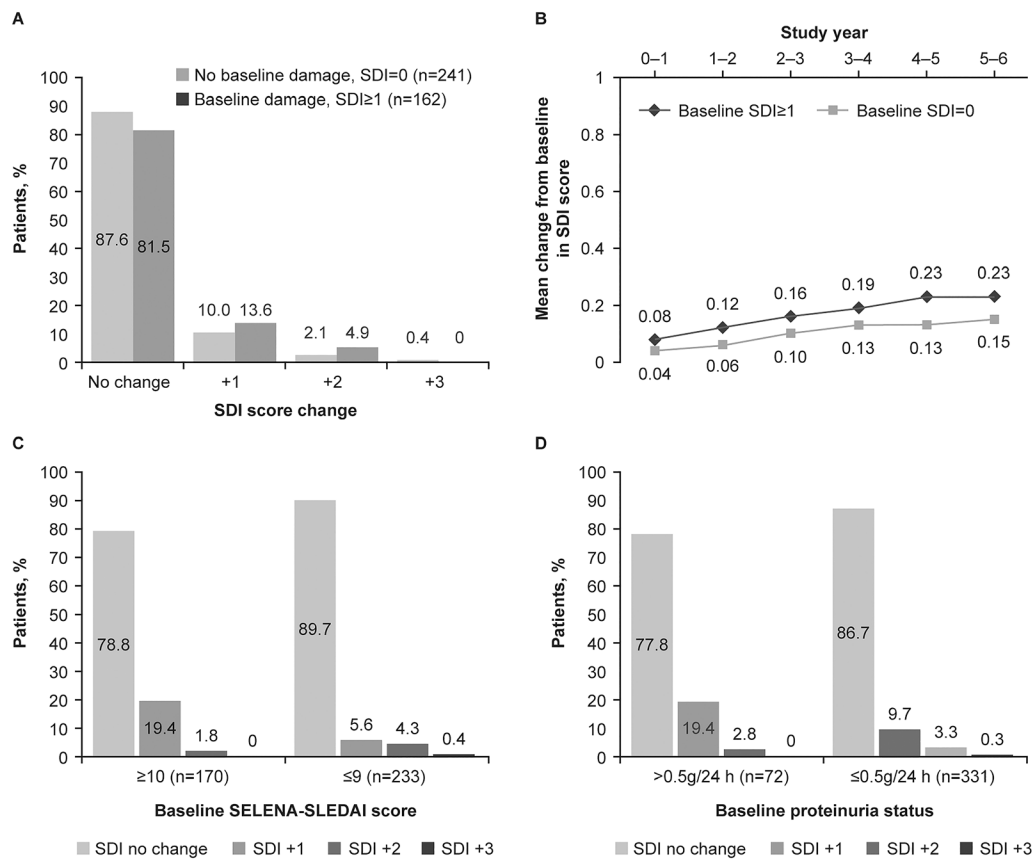 A
No baseline damage, SDI=0 (n=241)
Baseline damage, SDI≥1 (n=162)
Patients, %
100
90
80
70
60
50
40
30
20
10
0
87.6
81.5
10.0
13.6
2.1
4.9
0.4
0
No change
+1
+2
+3
SDI score change
B
Study year
0–1
1–2
2–3
3–4
4–5
5–6
Baseline SDI≥1
Baseline SDI=0
Mean change from baseline
in SDI score
1
0.8
0.6
0.4
0.2
0
0.08
0.12
0.16
0.19
0.23
0.23
0.04
0.06
0.10
0.13
0.13
0.15
C
Patients, %
100
90
80
70
60
50
40
30
20
10
0
78.8
19.4
1.8
0
89.7
5.6
4.3
0.4
≥10 (n=170)
≤9 (n=233)
Baseline SELENA-SLEDAI score
SDI no change
SDI +1
SDI +2
SDI +3
D
Patients, %
100
90
80
70
60
50
40
30
20
10
0
77.8
19.4
2.8
0
86.7
9.7
3.3
0.3
>0.5g/24 h (n=72)
≤0.5g/24 h (n=331)
Baseline proteinuria status
SDI no change
SDI +1
SDI +2
SDI +3